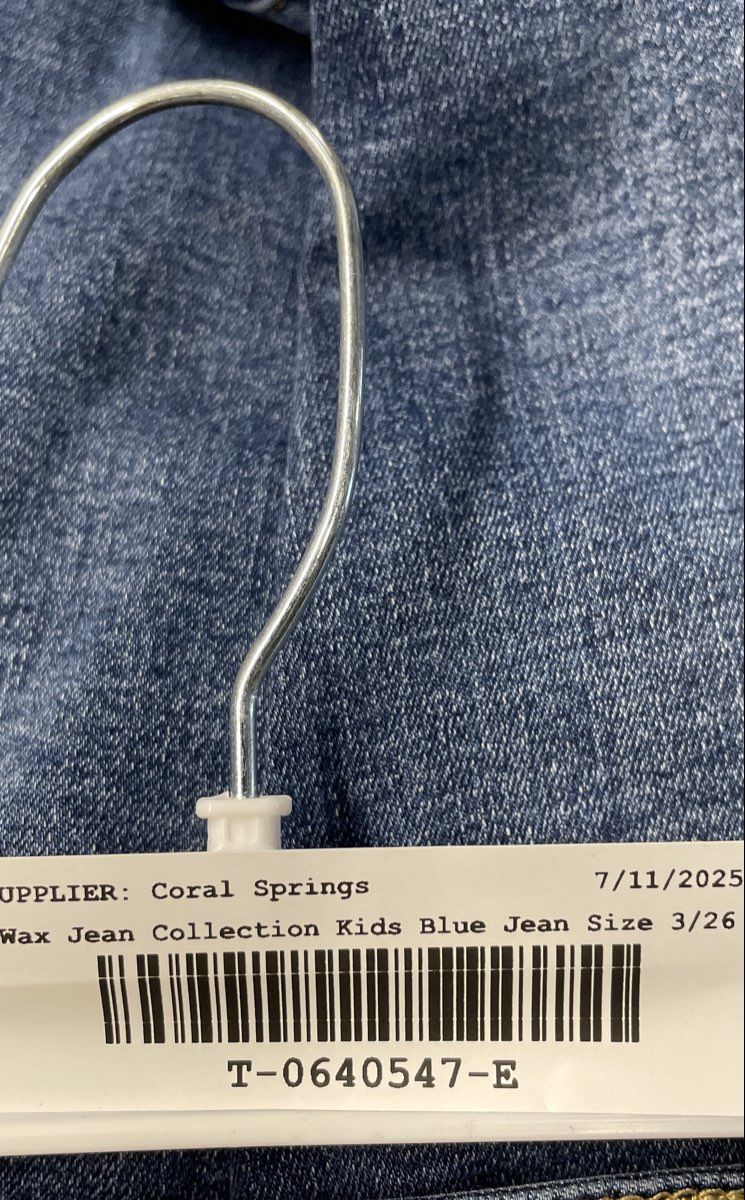 UPPLIER: Coral Springs 7/11/2025
Wax Jean Collection Kids Blue Jean Size 3/26
T-0640547-E